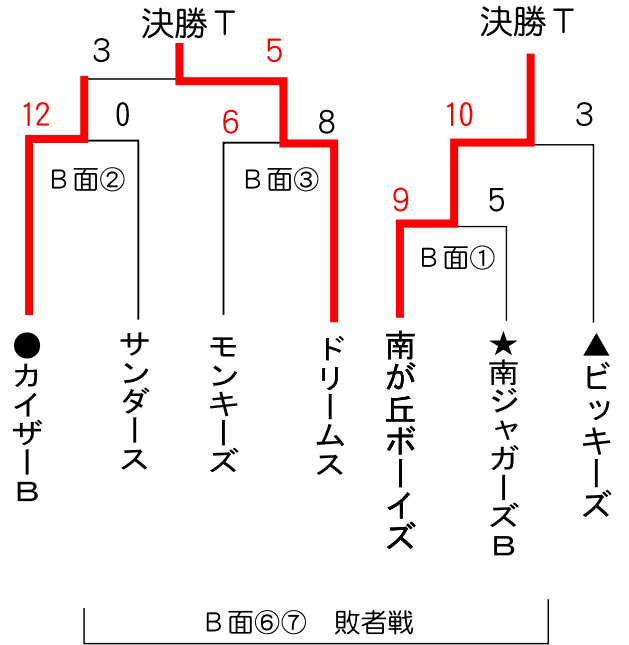 決勝T
決勝T
3
5
12
0
6
8
10
3
B面②
B面③
9
5
B面①
●カイザーB
サンダース
モンキーズ
ドリームス
南が丘ボーイズ
★南ジャガーズB
▲ビッキーズ
B面⑥⑦ 敗者戦